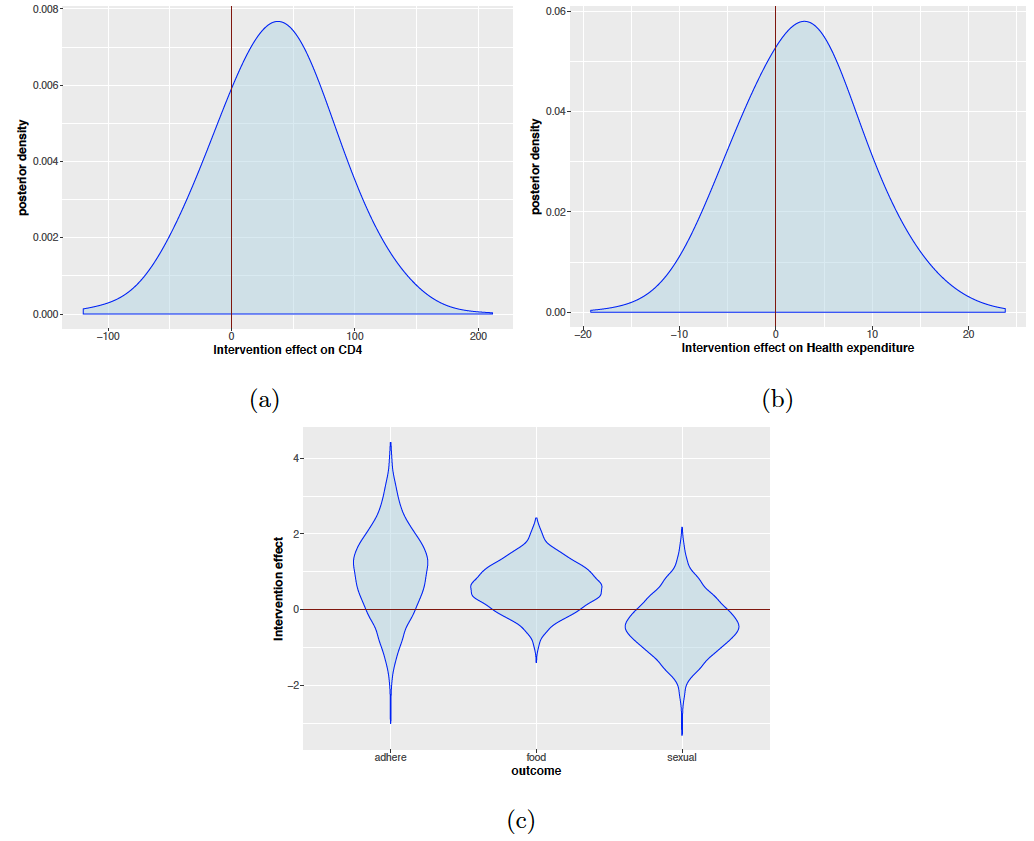 0.008
0.006
0.004
0.002
0.000
posterior density
−100
0
100
200
Intervention effect on CD4
(a)
0.06
0.04
0.02
0.00
posterior density
−20
−10
0
10
20
Intervention effect on Health expenditure
(b)
4
2
0
−2
Intervention effect
adhere
food
sexual
outcome
(c)